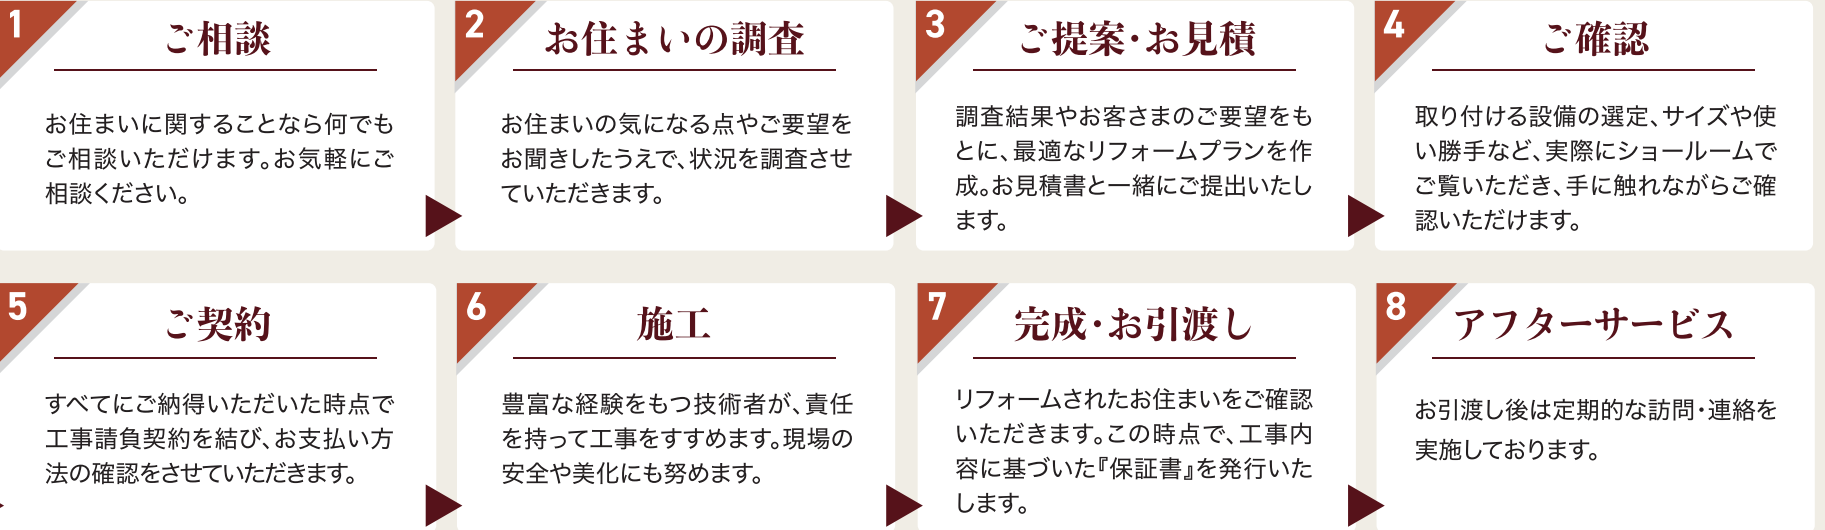 1
ご相談
お住まいに関することなら何でも
ご相談いただけます。お気軽にご
相談ください。
2
お住まいの調査
お住まいの気になる点やご要望を
お聞きしたうえで、状況を調査させ
ていただきます。
3
ご提案・お見積
調査結果やお客さまのご要望をも
とに、最適なリフォームプランを作
成。お見積書と一緒にご提出いたし
ます。
4
ご確認
取り付ける設備の選定、サイズや使
い勝手など、実際にショールームで
ご覧いただき、手に触れながらご確
認いただけます。
5
ご契約
すべてにご納得いただいた時点で
工事請負契約を結び、お支払い方
法の確認をさせていただきます。
6
施工
豊富な経験をもつ技術者が、責任
を持って工事をすすめます。現場の
安全や美化にも努めます。
7
完成・お引渡し
リフォームされたお住まいをご確認
いただきます。この時点で、工事内
容に基づいた『保証書』を発行いた
します。
8
アフターサービス
お引渡し後は定期的な訪問・連絡を
実施しております。